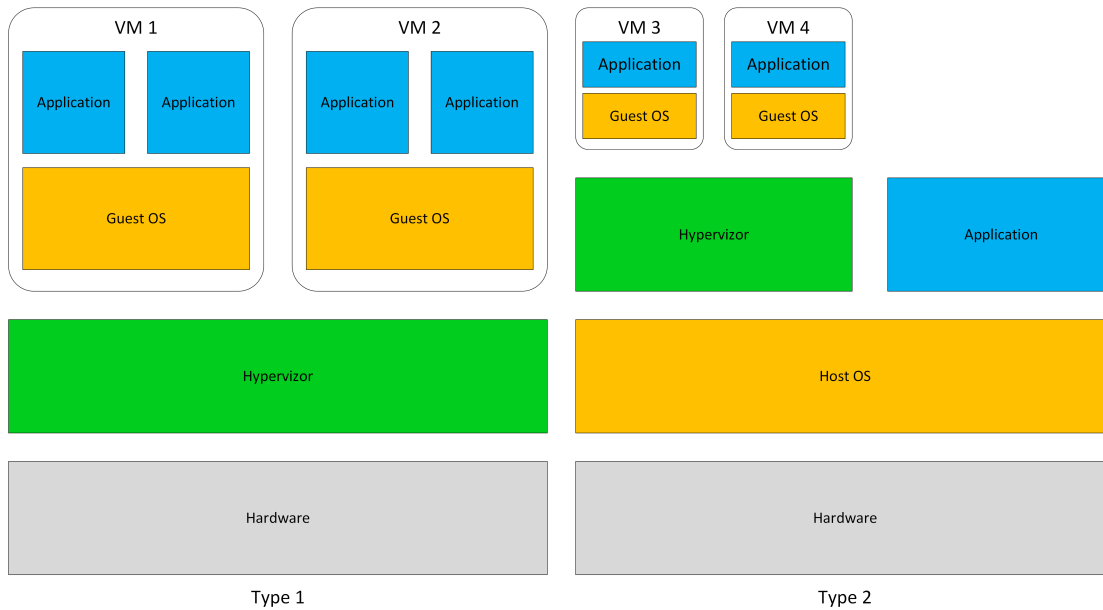 VM 1
Application
Application
Guest OS
VM 2
Application
Application
Guest OS
Hypervizor
Hardware
Type 1
VM 3
Application
Guest OS
VM 4
Application
Guest OS
Hypervizor
Application
Host OS
Hardware
Type 2